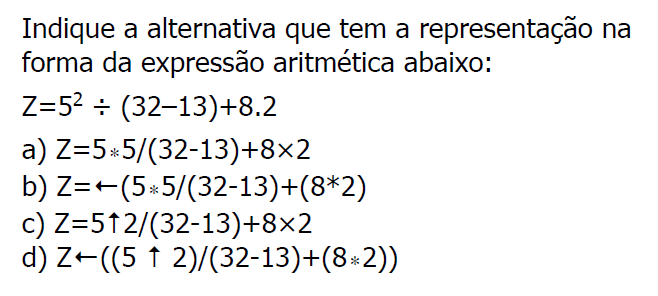 Indique a alternativa que tem a representação na
forma da expressão aritmética abaixo:
Z=5² ÷ (32–13)+8.2
a) Z=5*5/(32-13)+8×2
b) Z=←(5*5/(32-13)+(8*2)
c) Z=5↑2/(32-13)+8×2
d) Z←((5 ↑ 2)/(32-13)+(8*2))